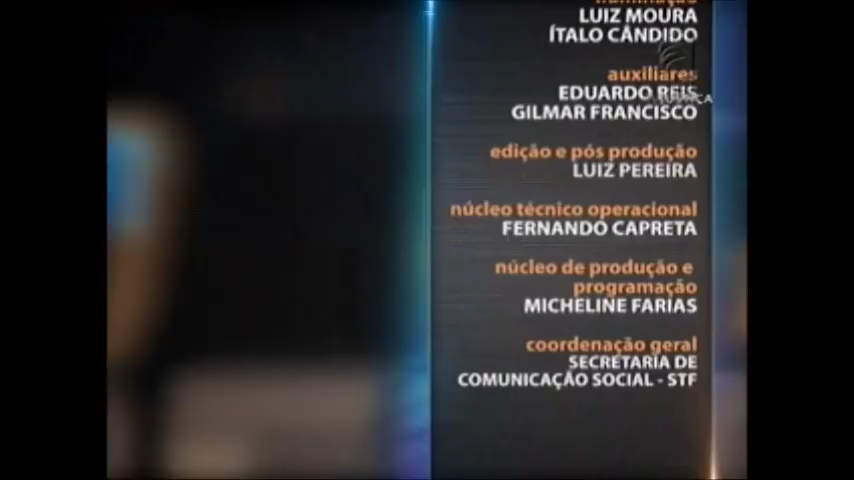 LUIZ MOURA
ÍTALO CÂNDIDO
auxiliares
EDUARDO REIS
GILMAR FRANCISCO
edição e pós produção
LUIZ PEREIRA
núcleo técnico operacional
FERNANDO CAPRETA
núcleo de produção e
programação
MICHELINE FARIAS
coordenação geral
SECRETARIA DE
COMUNICAÇÃO SOCIAL - STF